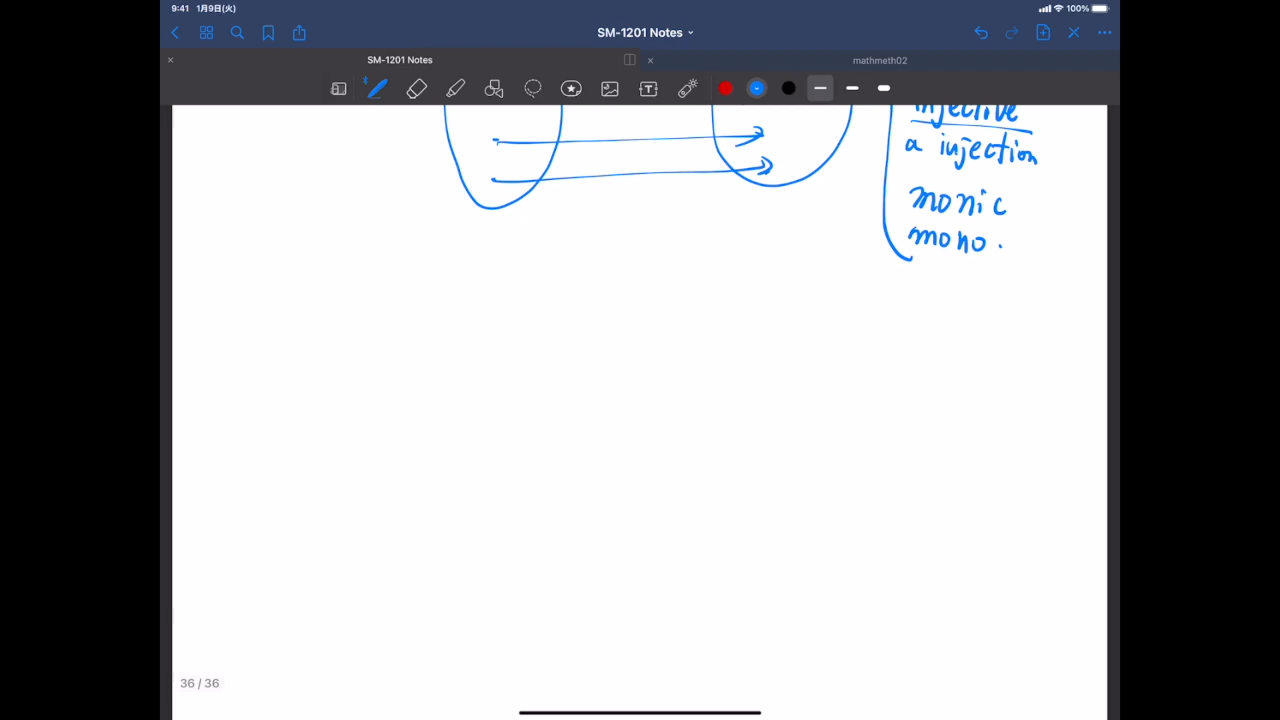 9:41 1月9日(火)
100%
SM-1201 Notes
SM-1201 Notes
mathmeth02
injective
a injection
monic
mono.
36 / 36